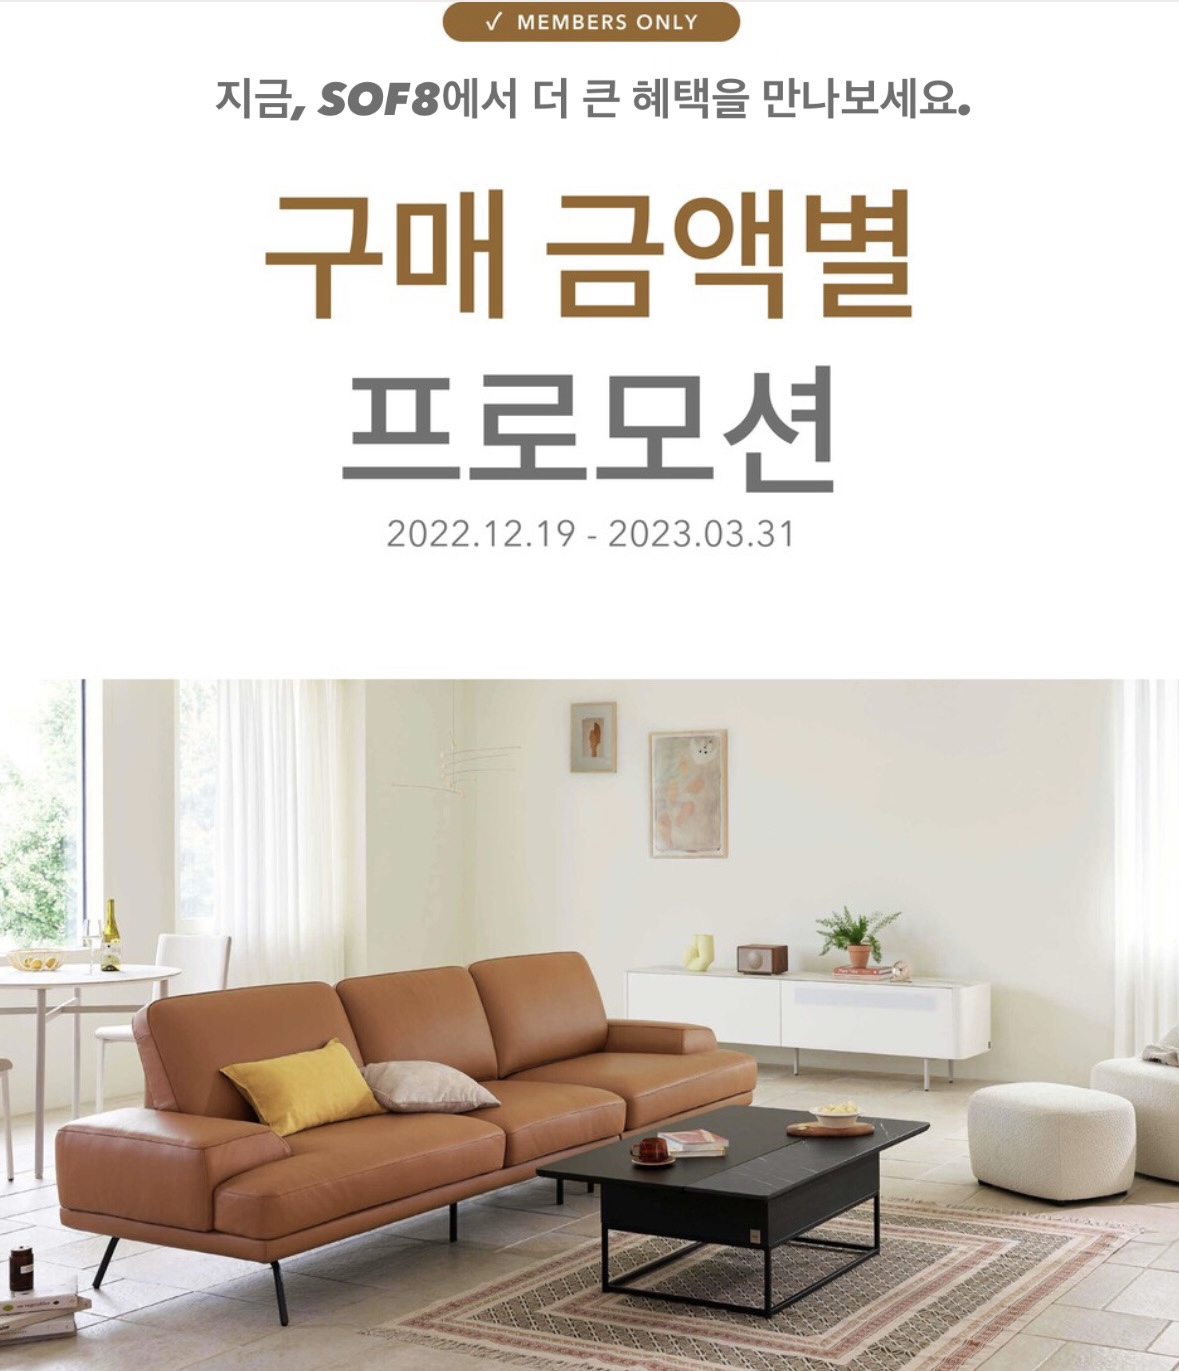 ✓ MEMBERS ONLY
지금, SOF8에서 더 큰 혜택을 만나보세요.
구매 금액별
프로모션
2022.12.19 - 2023.03.31